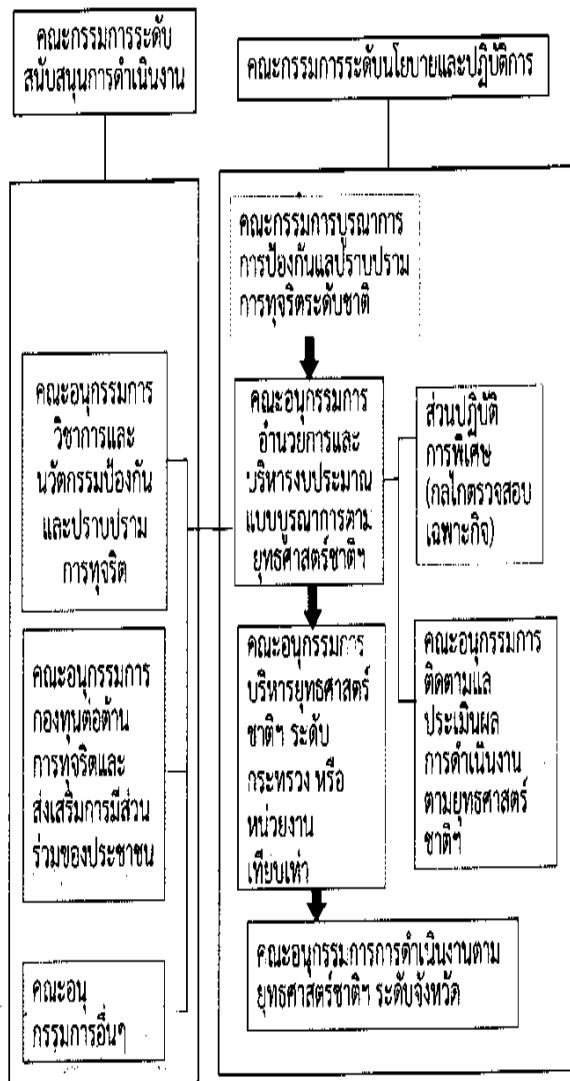 คณะกรรมการระดับ
สนับสนุนการดำเนินงาน
คณะกรรมการระดับนโยบายและปฏิบัติการ
คณะกรรมการบูรณาการ
การป้องกันแลปราบปราม
การทุจริตระดับชาติ
คณะอนุกรรมการ
วิชาการและ
นวัตกรรมป้องกัน
และปราบปราม
การทุจริต
คณะอนุกรรมการ
อำนวยการและ
บริหารงบประมาณ
แบบบูรณาการตาม
ยุทธศาสตร์ชาติฯ
ส่วนปฏิบัติ
การพิเศษ
(กลไกตรวจสอบ
เฉพาะกิจ)
คณะอนุกรรมการ
กองทุนต่อต้าน
การทุจริตและ
ส่งเสริมการมีส่วน
ร่วมของประชาชน
คณะอนุกรรมการ
บริหารยุทธศาสตร์
ชาติฯ ระดับ
กระทรวง หรือ
หน่วยงาน
เทียบเท่า
คณะอนุกรรมการ
ติดตามแล
ประเมินผล
การดำเนินงาน
ตามยุทธศาสตร์
ชาติฯ
คณะอนุ
กรรมการอื่นๆ
คณะอนุกรรมการการดำเนินงานตาม
ยุทธศาสตร์ชาติฯ ระดับจังหวัด